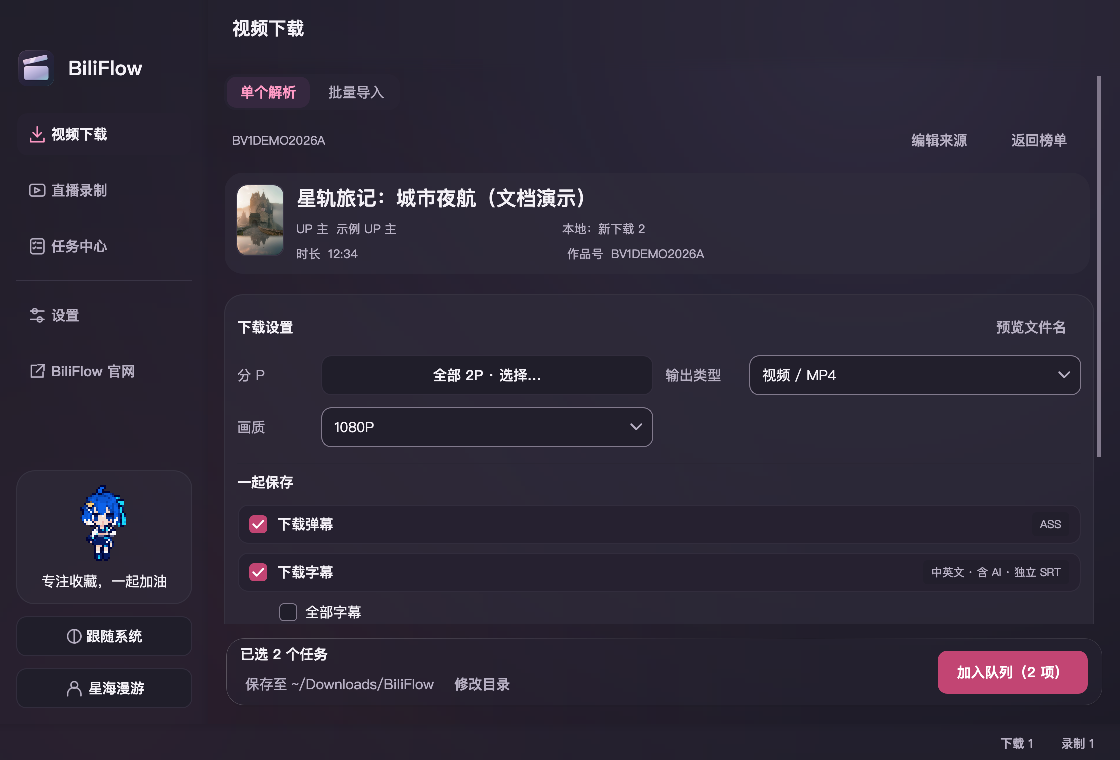 视频下载
BiliFlow
单个解析 批量导入
视频下载
BV1DEMO2026A 编辑来源 返回榜单
直播录制
星轨旅记：城市夜航（文档演示）
UP 主 示例 UP 主 本地：新下载 2
任务中心
时长 12:34 作品号 BV1DEMO2026A
设置
下载设置 预览文件名
BiliFlow 官网
分 P 全部 2P · 选择... 输出类型 视频 / MP4
画质 1080P
一起保存
下载弹幕 ASS
下载字幕 中英文 · 含 AI · 独立 SRT
全部字幕
专注收藏，一起加油
跟随系统
星海漫游
已选 2 个任务
保存至 ~/Downloads/BiliFlow 修改目录
加入队列（2 项）
下载 1 录制 1